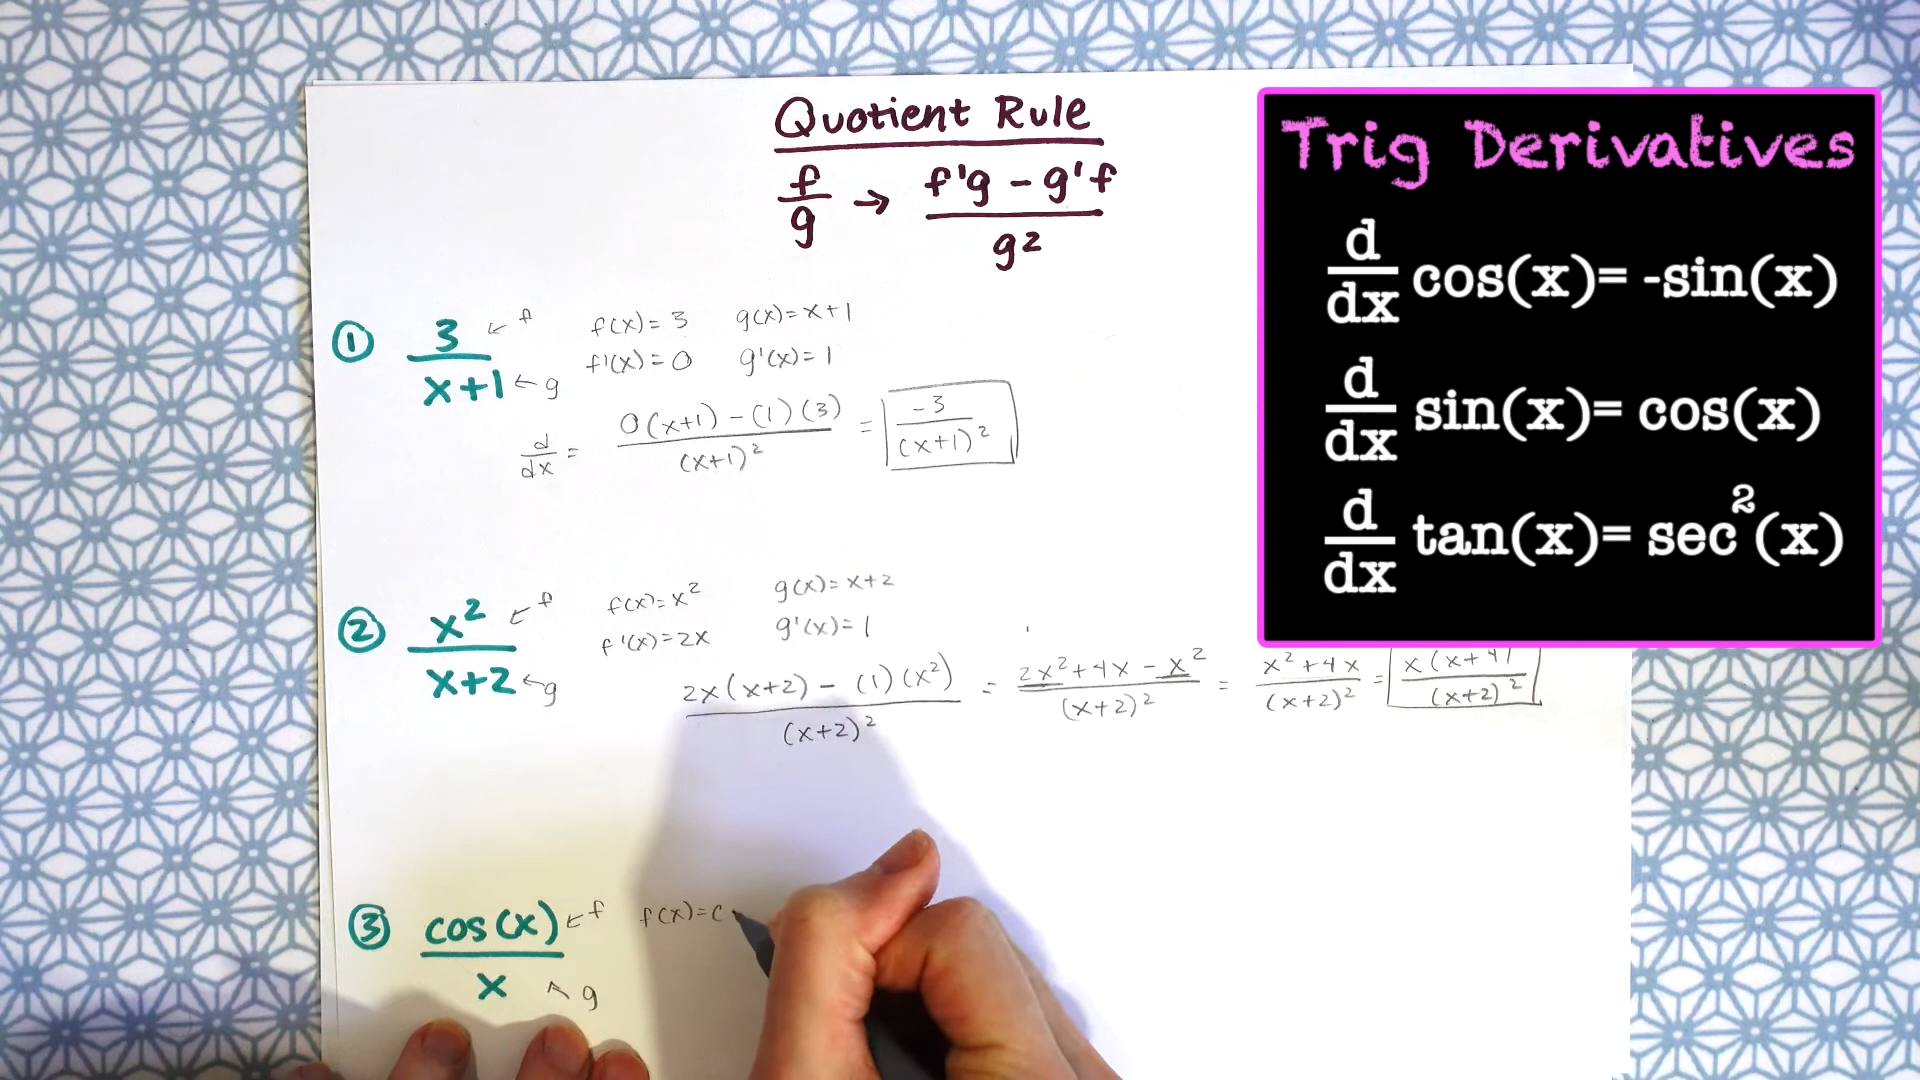 Quotient Rule
f/g → (f'g - g'f)/g²
Trig Derivatives
d/dx cos(x)= -sin(x)
d/dx sin(x)= cos(x)
d/dx tan(x)= sec²(x)
① 3/(x+1) ← f ← g
f(x)= 3 g(x)= x+1
f'(x)= 0 g'(x)= 1
d/dx = (0(x+1) - (1)(3))/(x+1)² = -3/(x+1)²
② x²/(x+2) ← f ← g
f(x)= x² g(x)= x+2
f'(x)= 2x g'(x)= 1
(2x(x+2) - (1)(x²))/(x+2)² = (2x²+4x - x²)/(x+2)² = (x²+4x)/(x+2)² = x(x+4)/(x+2)²
③ cos(x)/x ← f ↖ g
f(x)= c